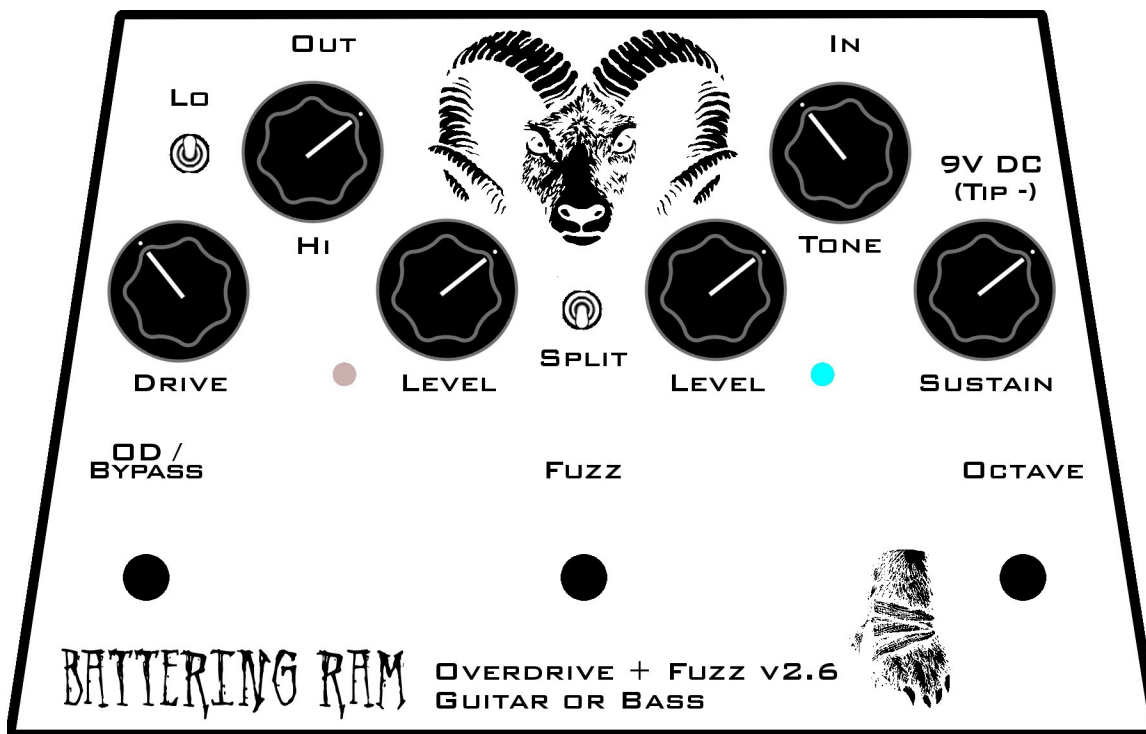 Out
In
Lo
9V DC
(Tip -)
Hi
Tone
Split
Drive
Level
Level
Sustain
OD /
Bypass
Fuzz
Octave
BATTERING RAM
Overdrive + Fuzz v2.6
Guitar or Bass